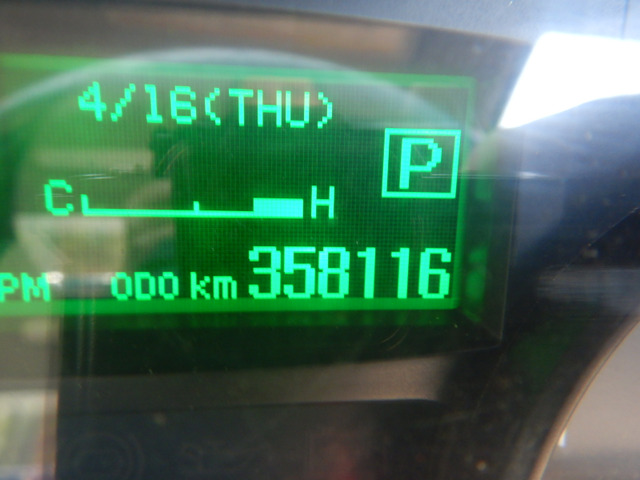 4/16(THU)
P
C H
PM ODO km 358116